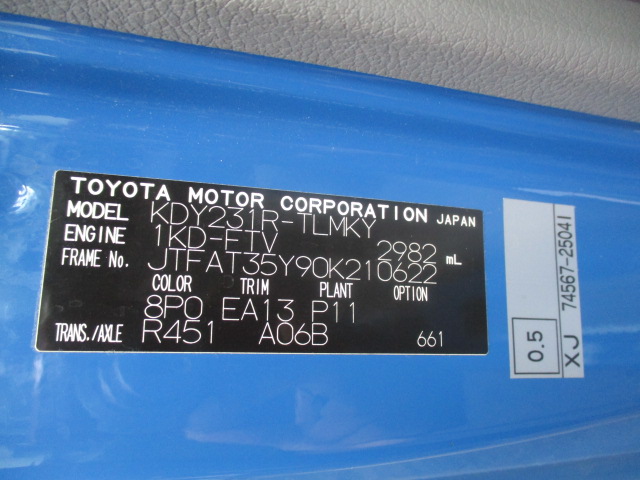 TOYOTA MOTOR CORPORATION JAPAN
MODEL KDY231R-TLMKY
ENGINE 1KD-FTV 2982 mL
FRAME No. JTFAT35Y90K210622
COLOR TRIM PLANT OPTION
8P0 EA13 P11
TRANS./AXLE R451 A06B 661
74567-25041
0.5 XJ